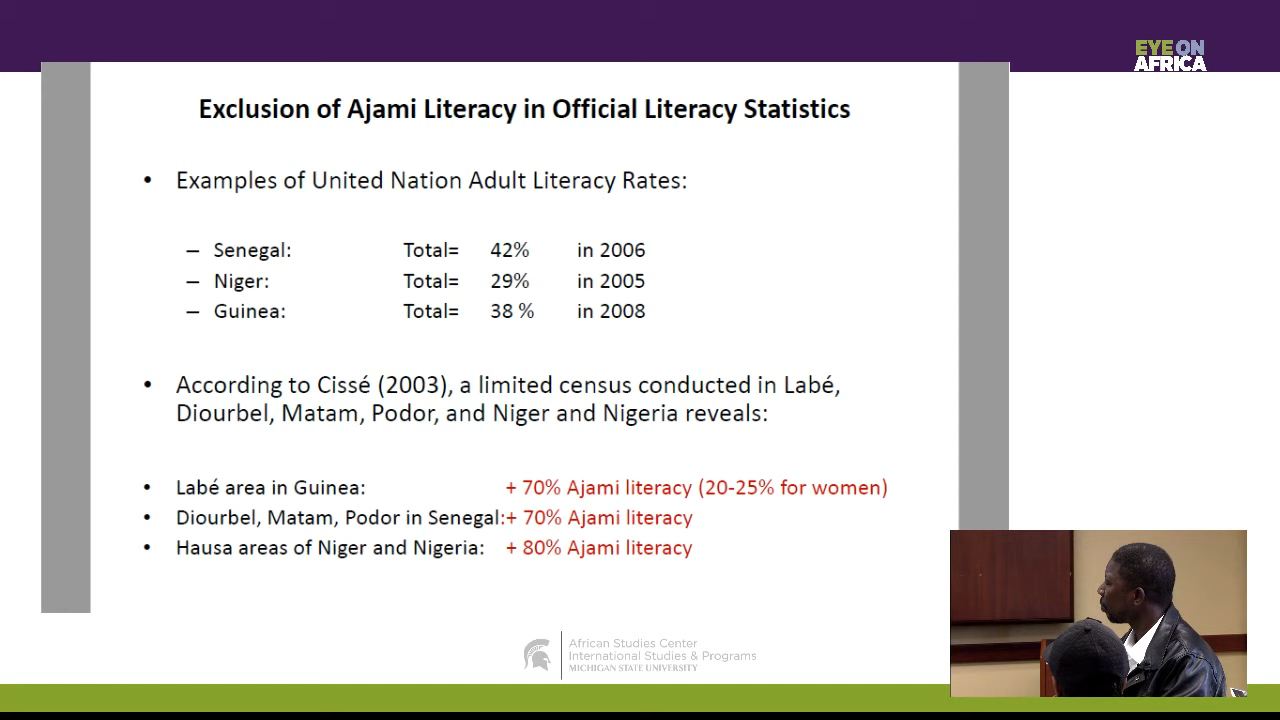 EYE ON
AFRICA
Exclusion of Ajami Literacy in Official Literacy Statistics
• Examples of United Nation Adult Literacy Rates:
– Senegal: Total= 42% in 2006
– Niger: Total= 29% in 2005
– Guinea: Total= 38 % in 2008
• According to Cissé (2003), a limited census conducted in Labé,
Diourbel, Matam, Podor, and Niger and Nigeria reveals:
• Labé area in Guinea: + 70% Ajami literacy (20-25% for women)
• Diourbel, Matam, Podor in Senegal:+ 70% Ajami literacy
• Hausa areas of Niger and Nigeria: + 80% Ajami literacy
African Studies Center
International Studies & Programs
MICHIGAN STATE UNIVERSITY